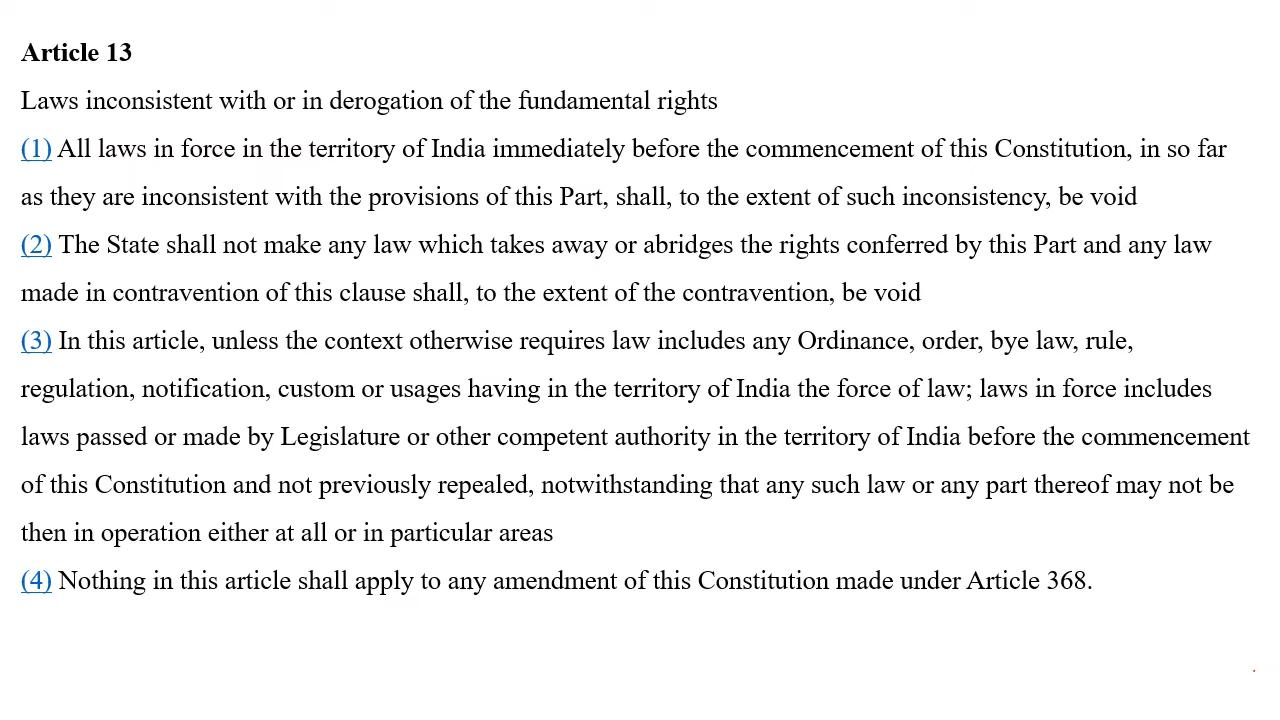 Article 13
Laws inconsistent with or in derogation of the fundamental rights
(1) All laws in force in the territory of India immediately before the commencement of this Constitution, in so far
as they are inconsistent with the provisions of this Part, shall, to the extent of such inconsistency, be void
(2) The State shall not make any law which takes away or abridges the rights conferred by this Part and any law
made in contravention of this clause shall, to the extent of the contravention, be void
(3) In this article, unless the context otherwise requires law includes any Ordinance, order, bye law, rule,
regulation, notification, custom or usages having in the territory of India the force of law; laws in force includes
laws passed or made by Legislature or other competent authority in the territory of India before the commencement
of this Constitution and not previously repealed, notwithstanding that any such law or any part thereof may not be
then in operation either at all or in particular areas
(4) Nothing in this article shall apply to any amendment of this Constitution made under Article 368.